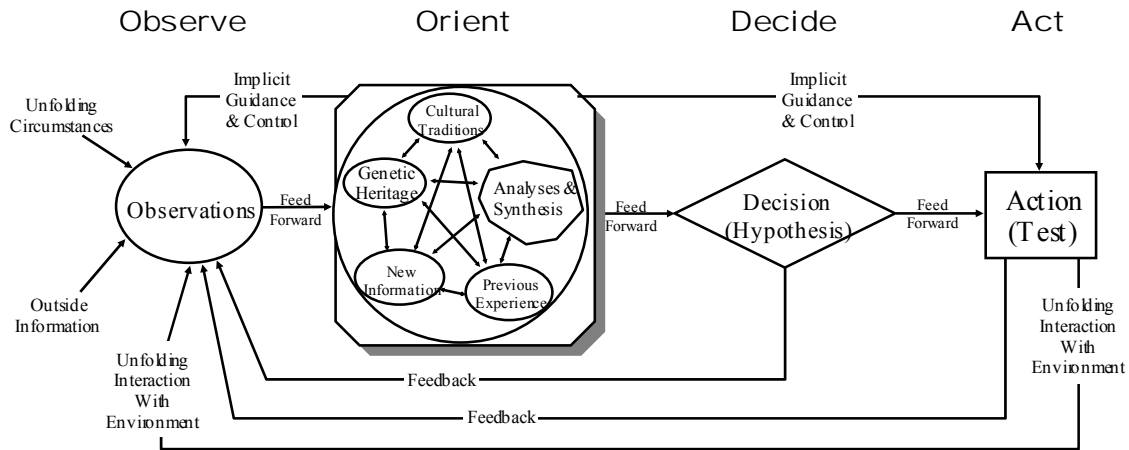 Observe
Orient
Decide
Act
Implicit
Guidance
& Control
Implicit
Guidance
& Control
Unfolding
Circumstances
Cultural
Traditions
Genetic
Heritage
Analyses &
Synthesis
Observations
Feed
Forward
Feed
Forward
Decision
(Hypothesis)
Feed
Forward
Action
(Test)
New
Information
Previous
Experience
Outside
Information
Unfolding
Interaction
With
Environment
Unfolding
Interaction
With
Environment
Feedback
Feedback